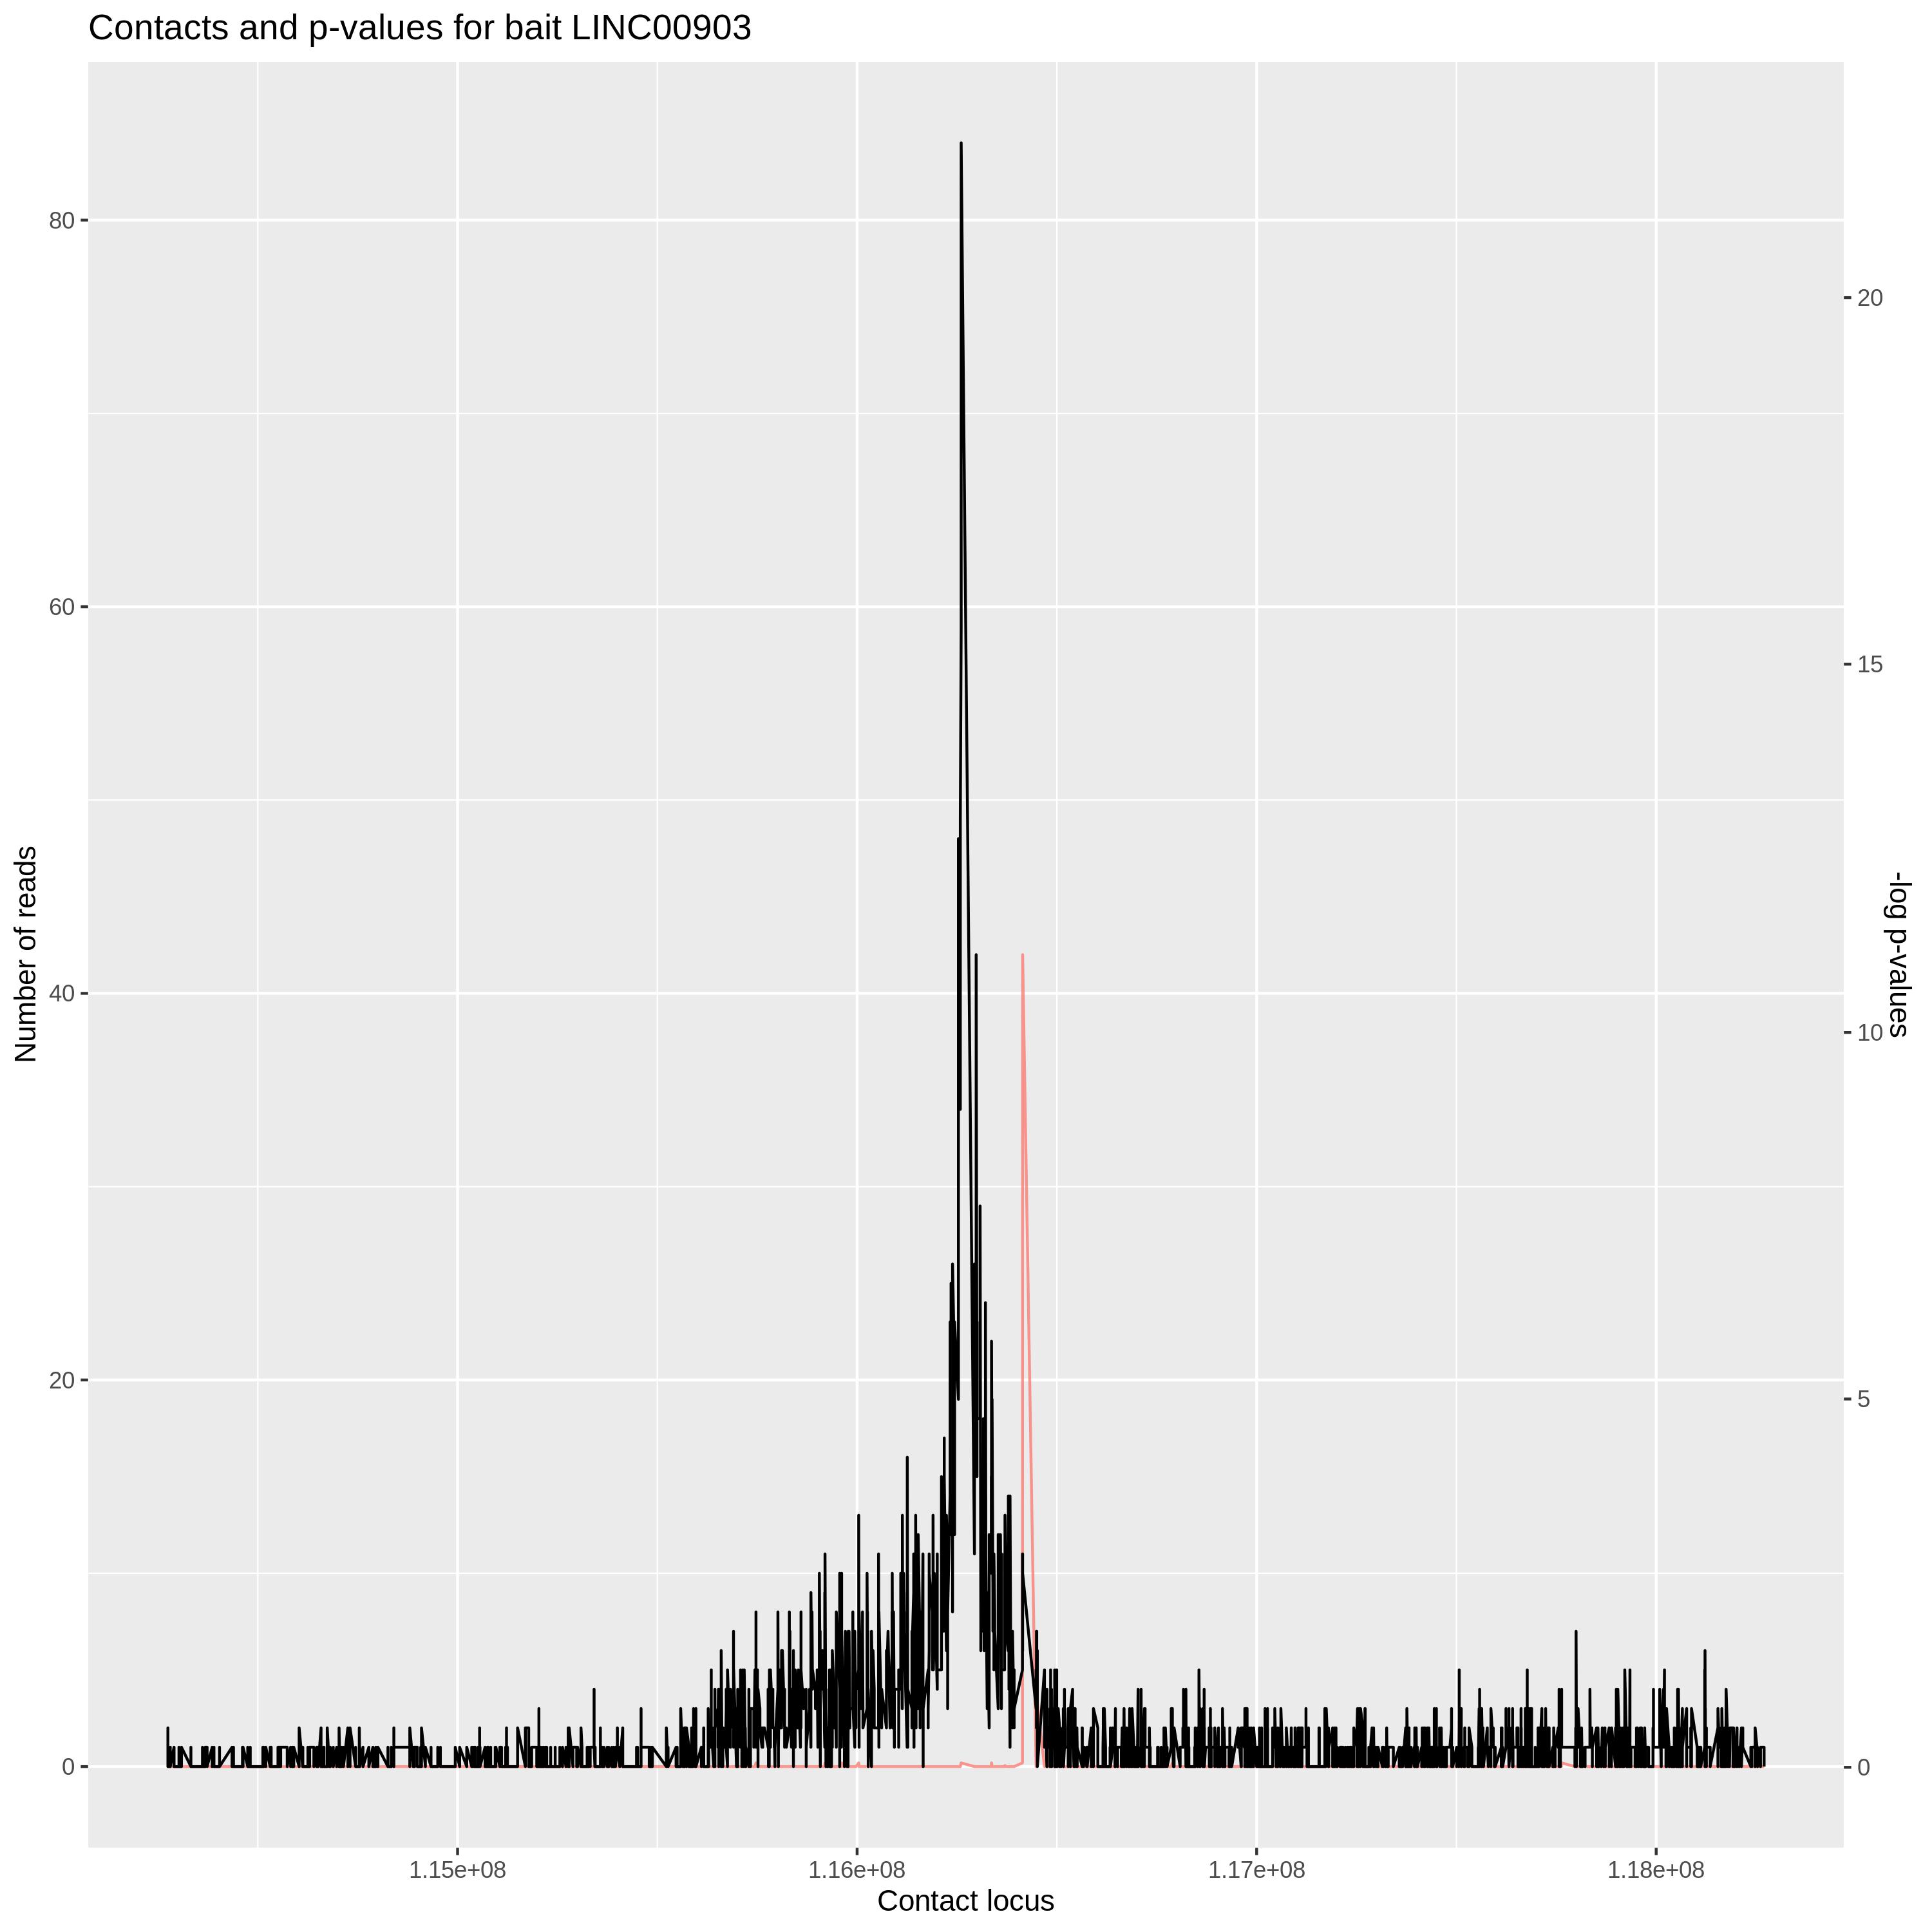 Contacts and p-values for bait LINC00903
80
60
40
20
0
Number of reads
20
15
10
5
0
-log p-values
1.15e+08
1.16e+08
1.17e+08
1.18e+08
Contact locus